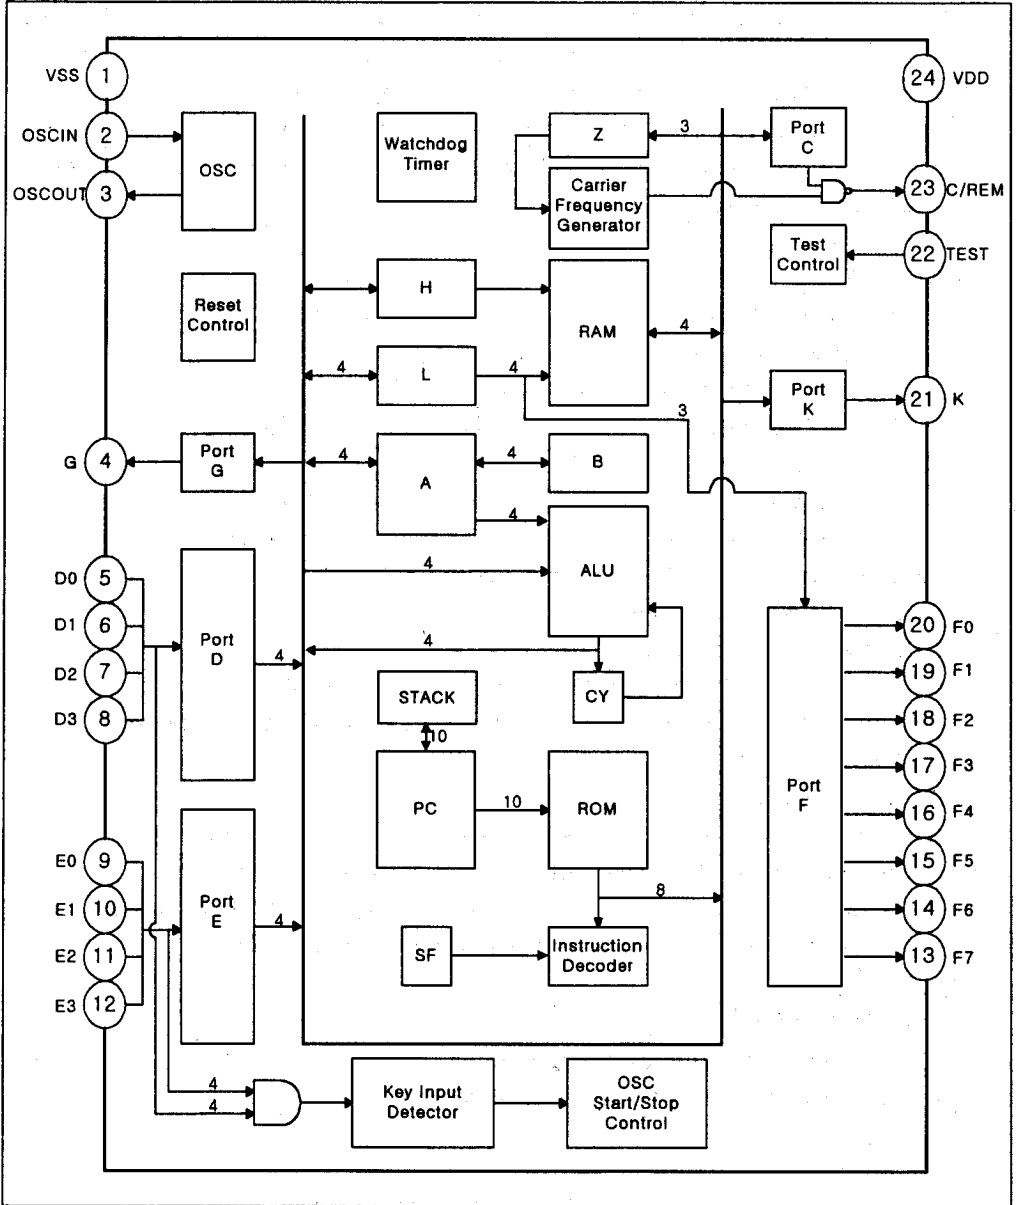 VSS 1
24 VDD
OSCIN 2
OSC
OSCOUT 3
Watchdog
Timer
Z
3
Port
C
Carrier
Frequency
Generator
23 C/REM
Test
Control
22 TEST
Reset
Control
H
RAM
4
4
L
4
3
Port
K
21 K
G 4
Port
G
4
A
4
B
4
ALU
4
4
CY
D0 5
D1 6
D2 7
D3 8
Port
D
4
STACK
10
PC
10
ROM
8
SF
Instruction
Decoder
E0 9
E1 10
E2 11
E3 12
Port
E
4
Port
F
20 F0
19 F1
18 F2
17 F3
16 F4
15 F5
14 F6
13 F7
4
4
Key Input
Detector
OSC
Start/Stop
Control